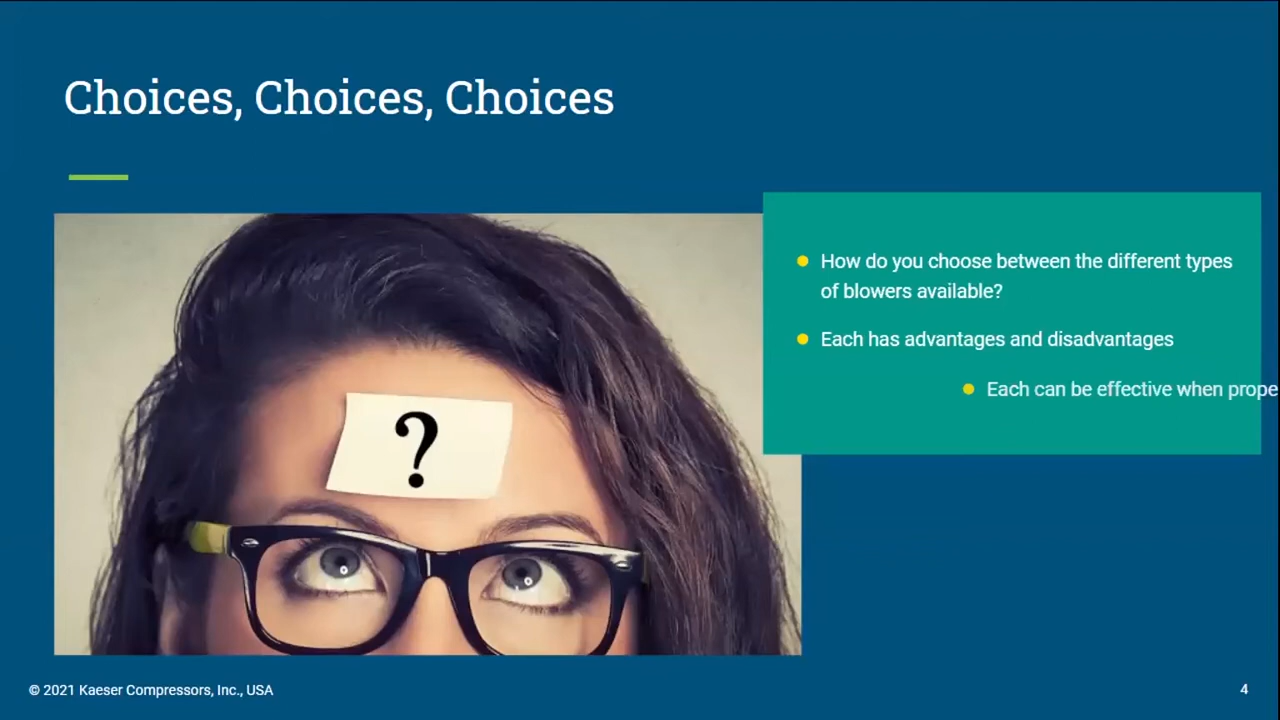 Choices, Choices, Choices
How do you choose between the different types
of blowers available?
Each has advantages and disadvantages
Each can be effective when prope
?
© 2021 Kaeser Compressors, Inc., USA
4